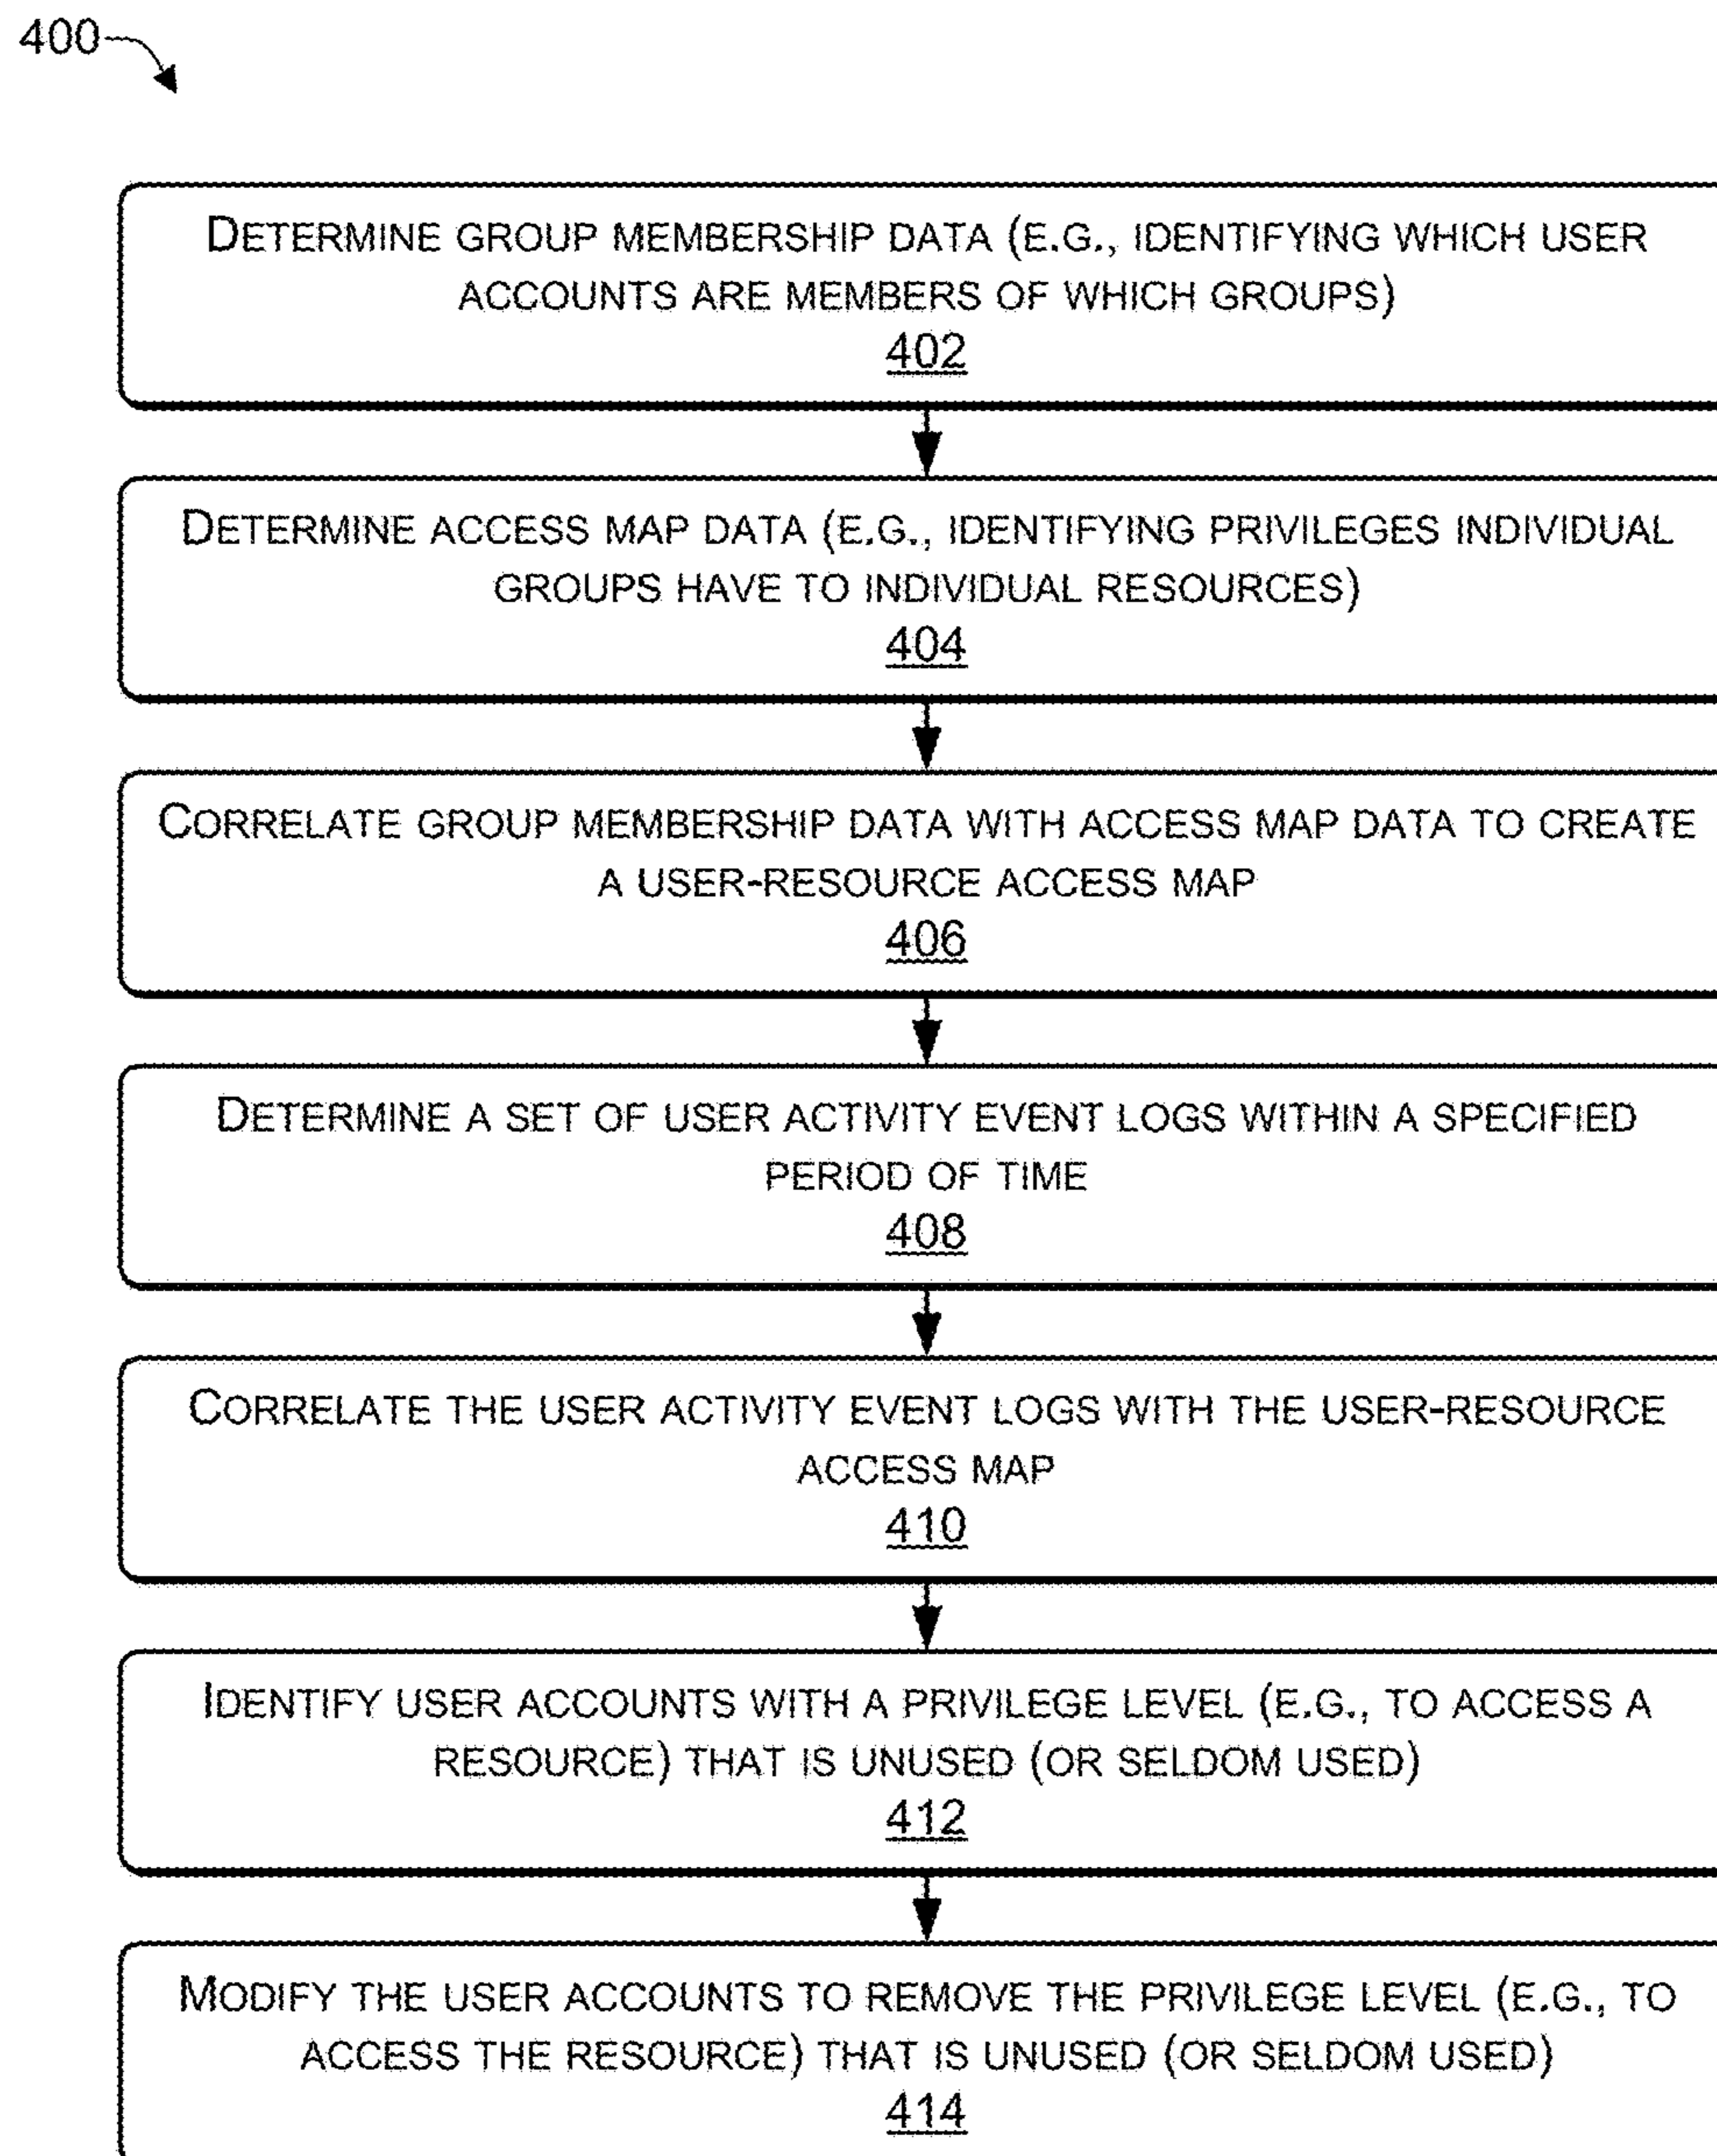 400
DETERMINE GROUP MEMBERSHIP DATA (E.G., IDENTIFYING WHICH USER
ACCOUNTS ARE MEMBERS OF WHICH GROUPS)
402
DETERMINE ACCESS MAP DATA (E.G., IDENTIFYING PRIVILEGES INDIVIDUAL
GROUPS HAVE TO INDIVIDUAL RESOURCES)
404
CORRELATE GROUP MEMBERSHIP DATA WITH ACCESS MAP DATA TO CREATE
A USER-RESOURCE ACCESS MAP
406
DETERMINE A SET OF USER ACTIVITY EVENT LOGS WITHIN A SPECIFIED
PERIOD OF TIME
408
CORRELATE THE USER ACTIVITY EVENT LOGS WITH THE USER-RESOURCE
ACCESS MAP
410
IDENTIFY USER ACCOUNTS WITH A PRIVILEGE LEVEL (E.G., TO ACCESS A
RESOURCE) THAT IS UNUSED (OR SELDOM USED)
412
MODIFY THE USER ACCOUNTS TO REMOVE THE PRIVILEGE LEVEL (E.G., TO
ACCESS THE RESOURCE) THAT IS UNUSED (OR SELDOM USED)
414